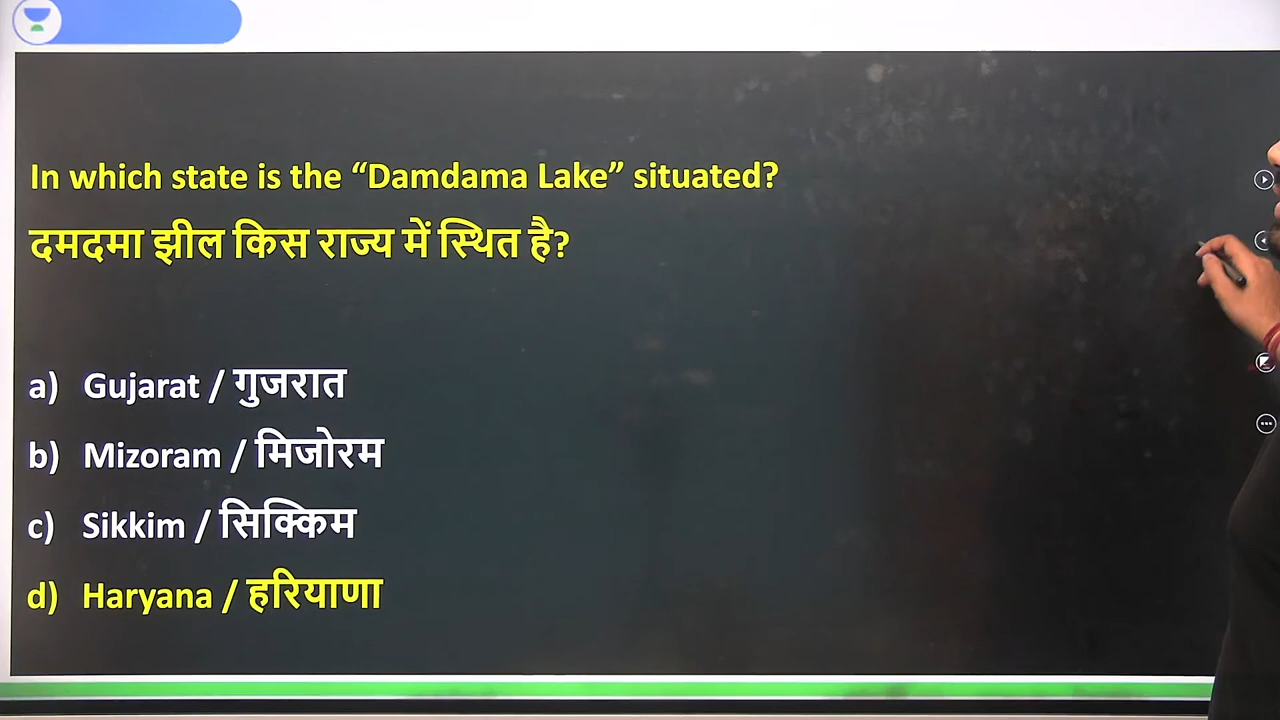 In which state is the “Damdama Lake” situated?
दमदमा झील किस राज्य में स्थित है?
a) Gujarat / गुजरात
b) Mizoram / मिजोरम
c) Sikkim / सिक्किम
d) Haryana / हरियाणा